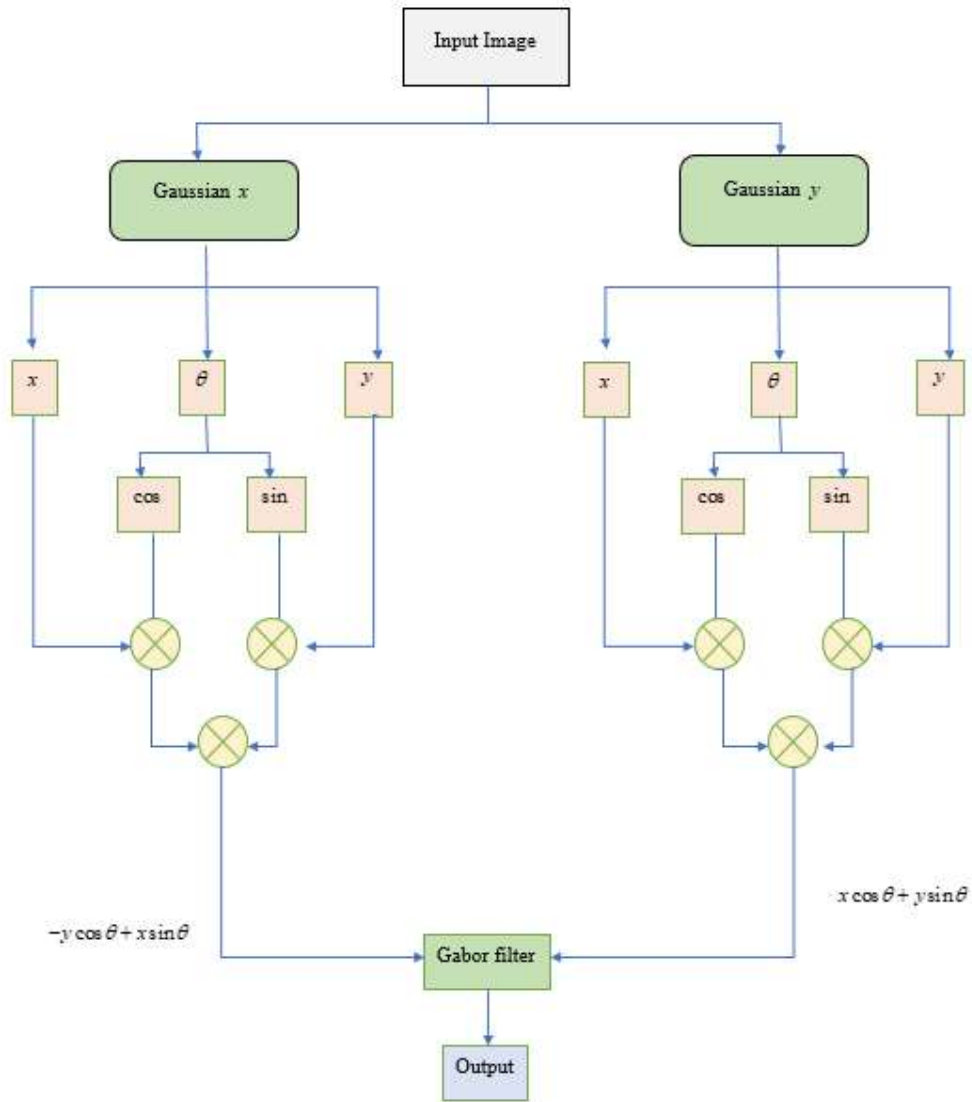 Input Image
Gaussian x
Gaussian y
x
θ
y
x
θ
y
cos
sin
cos
sin
x cos θ + y sin θ
−y cos θ + x sin θ
Gabor filter
Output